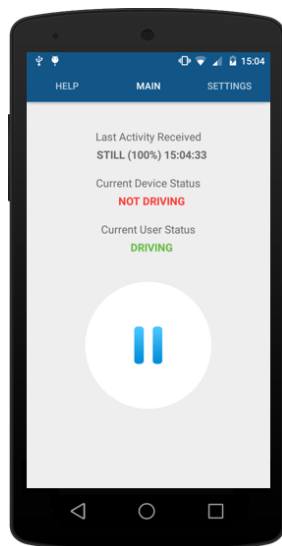 15:04
HELP
MAIN
SETTINGS
Last Activity Received
STILL (100%) 15:04:33
Current Device Status
NOT DRIVING
Current User Status
DRIVING